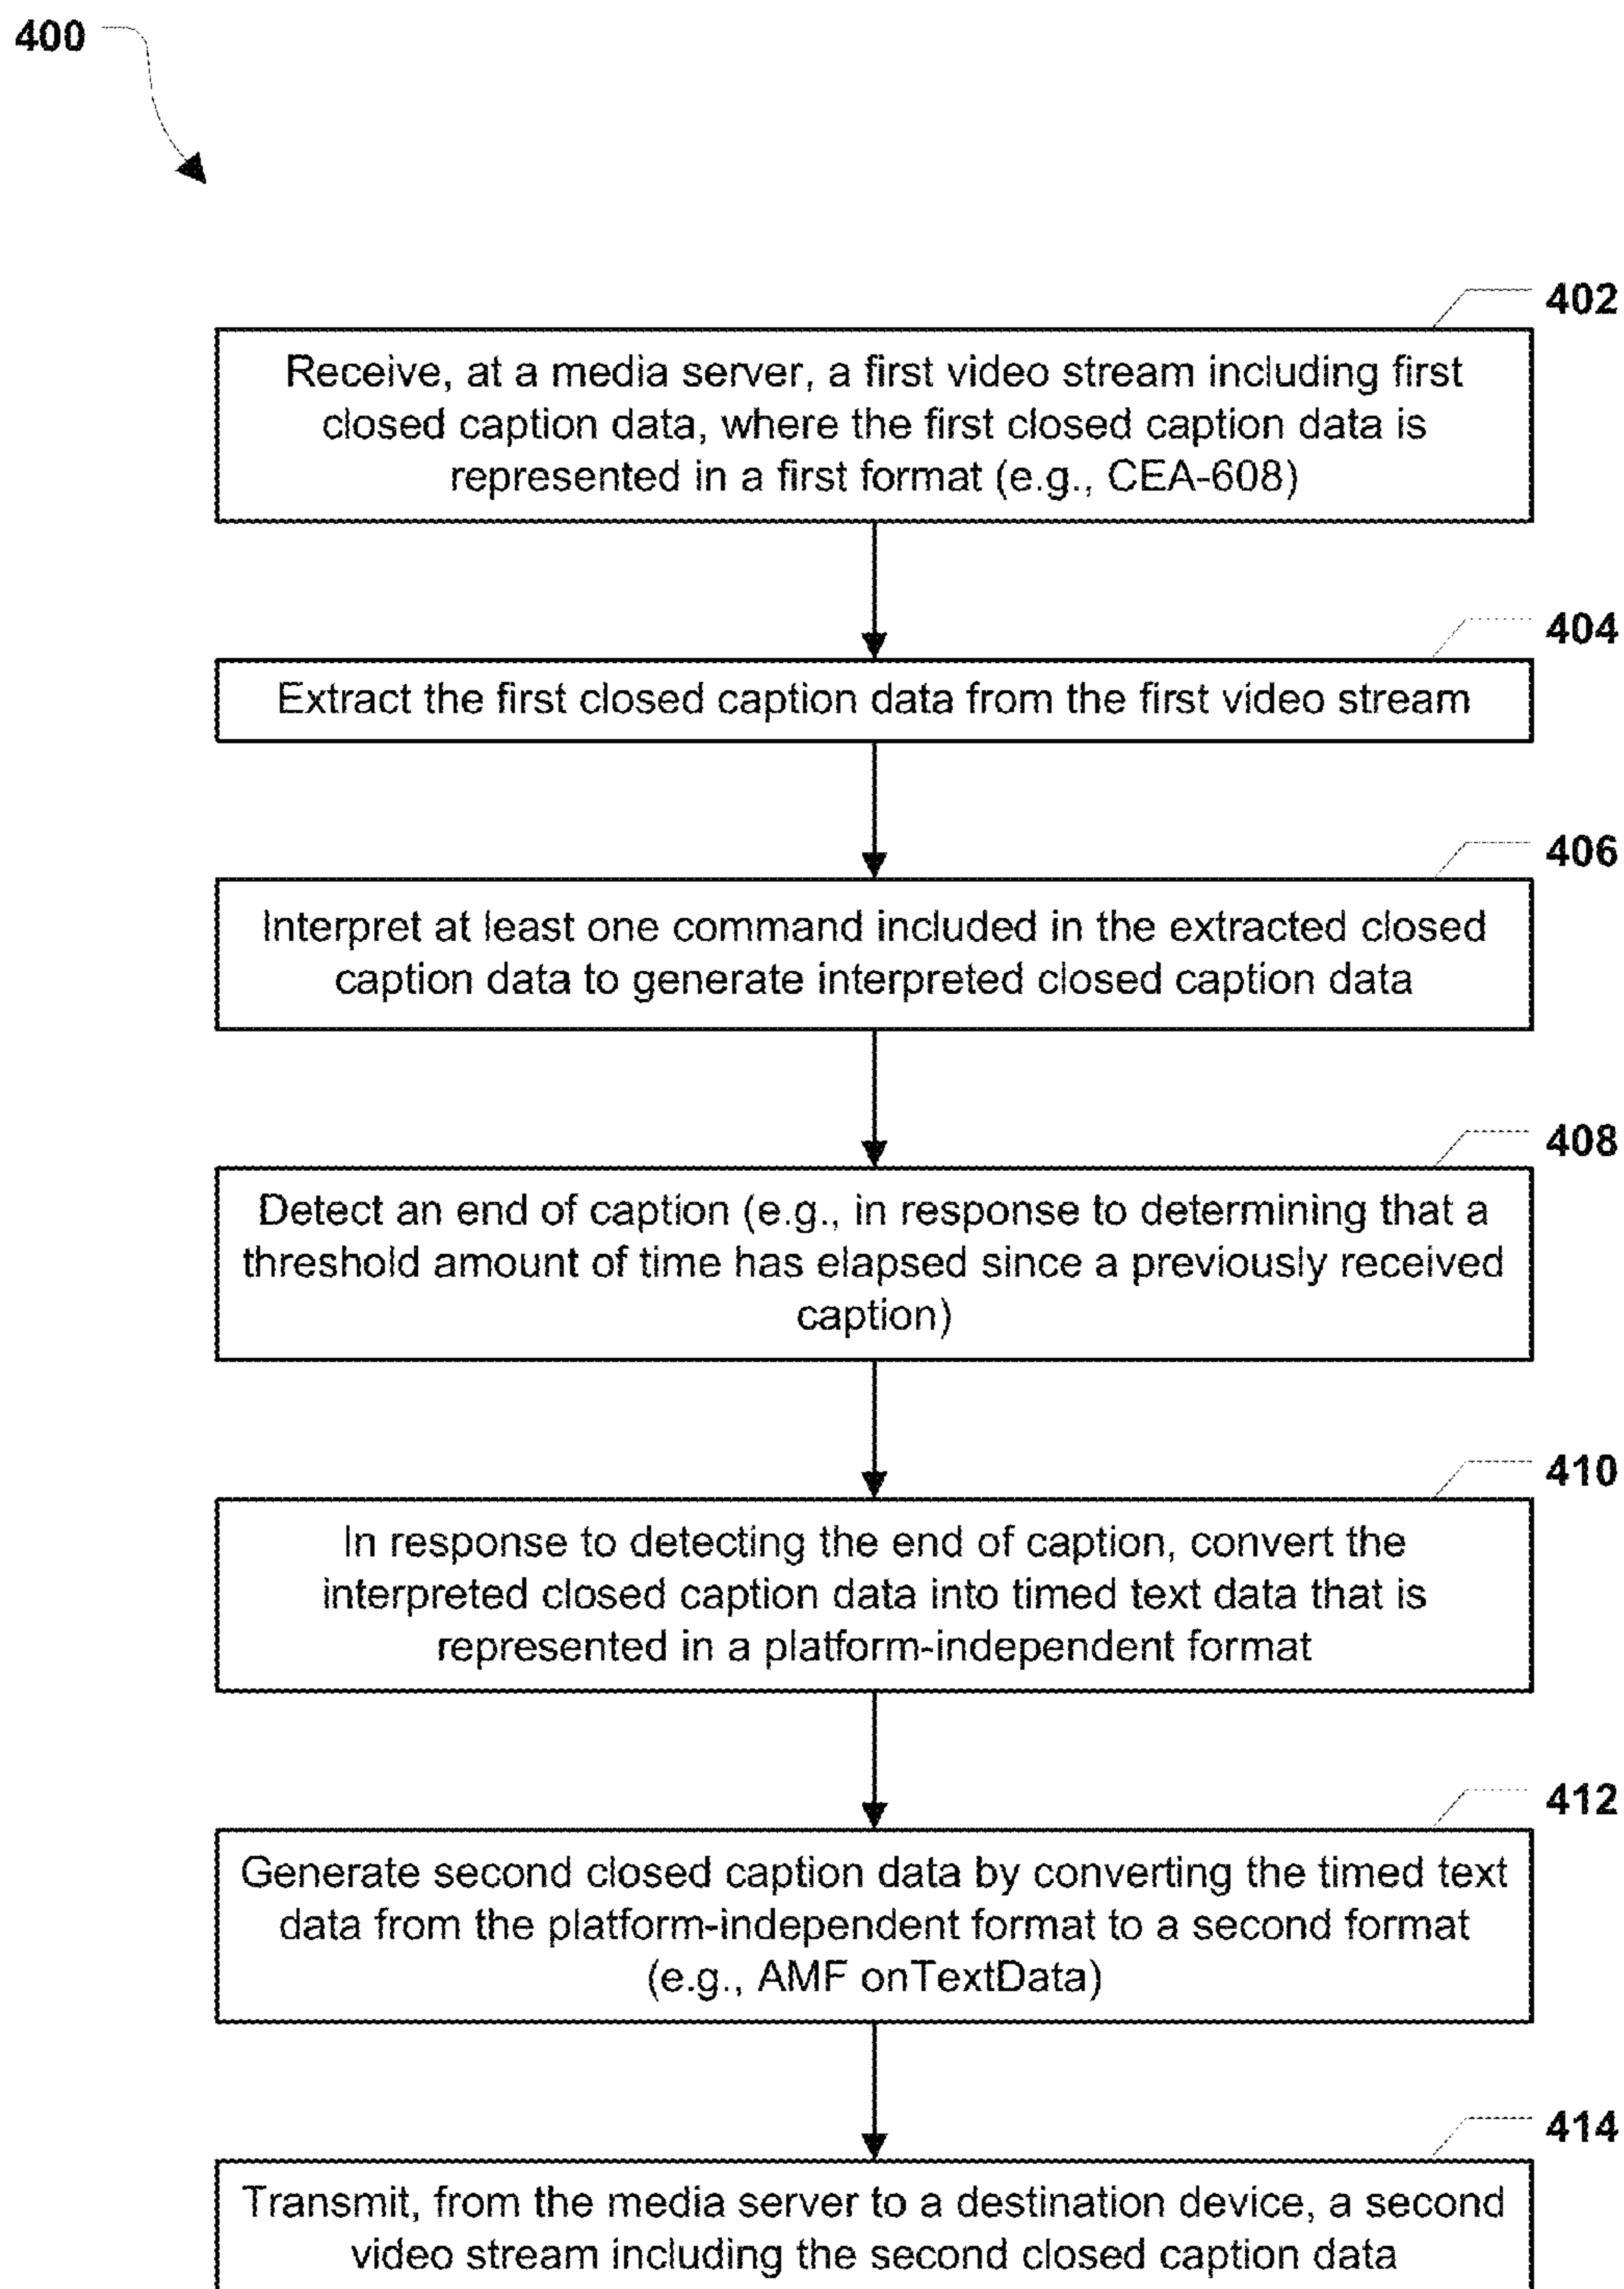 400
402
Receive, at a media server, a first video stream including first
closed caption data, where the first closed caption data is
represented in a first format (e.g., CEA-608)
404
Extract the first closed caption data from the first video stream
406
Interpret at least one command included in the extracted closed
caption data to generate interpreted closed caption data
408
Detect an end of caption (e.g., in response to determining that a
threshold amount of time has elapsed since a previously received
caption)
410
In response to detecting the end of caption, convert the
interpreted closed caption data into timed text data that is
represented in a platform-independent format
412
Generate second closed caption data by converting the timed text
data from the platform-independent format to a second format
(e.g., AMF onTextData)
414
Transmit, from the media server to a destination device, a second
video stream including the second closed caption data